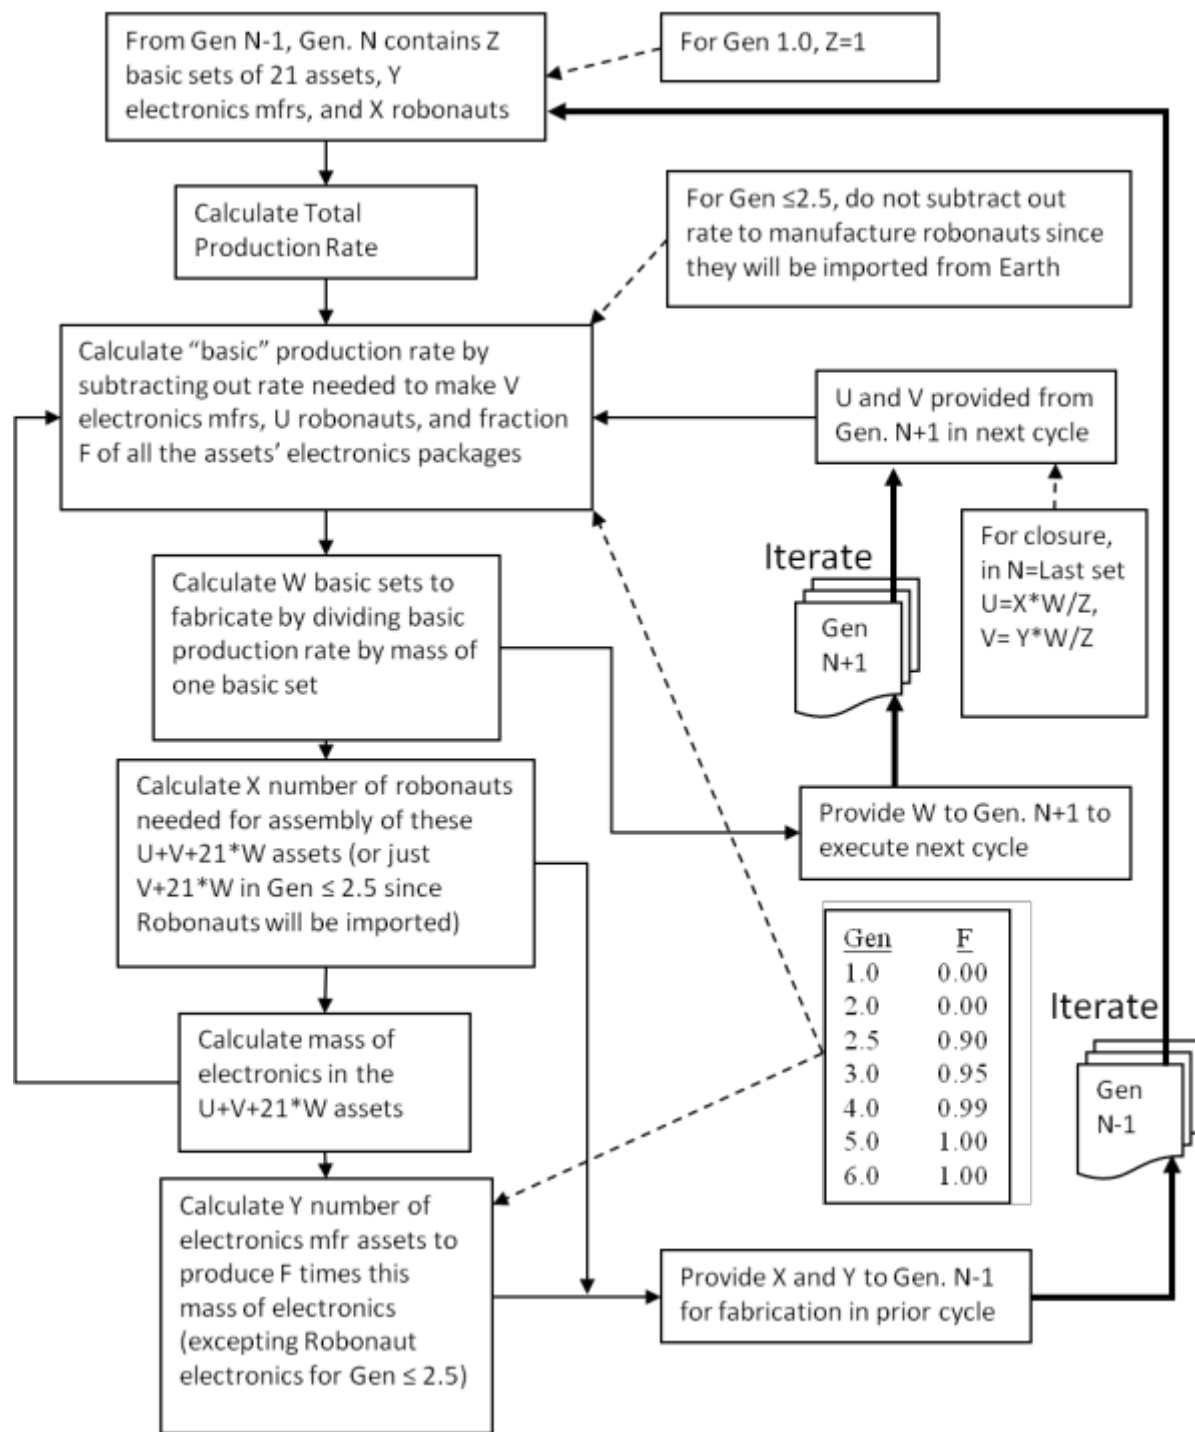 From Gen N-1, Gen. N contains Z
basic sets of 21 assets, Y
electronics mfrs, and X robonauts
For Gen 1.0, Z=1
Calculate Total
Production Rate
For Gen ≤2.5, do not subtract out
rate to manufacture robonauts since
they will be imported from Earth
Calculate “basic” production rate by
subtracting out rate needed to make V
electronics mfrs, U robonauts, and fraction
F of all the assets’ electronics packages
U and V provided from
Gen. N+1 in next cycle
For closure,
in N=Last set
U=X*W/Z,
V= Y*W/Z
Iterate
Gen
N+1
Calculate W basic sets to
fabricate by dividing basic
production rate by mass of
one basic set
Calculate X number of robonauts
needed for assembly of these
U+V+21*W assets (or just
V+21*W in Gen ≤ 2.5 since
Robonauts will be imported)
Provide W to Gen. N+1 to
execute next cycle
Gen F
1.0 0.00
2.0 0.00
2.5 0.90
3.0 0.95
4.0 0.99
5.0 1.00
6.0 1.00
Iterate
Gen
N-1
Calculate mass of
electronics in the
U+V+21*W assets
Calculate Y number of
electronics mfr assets to
produce F times this
mass of electronics
(excepting Robonaut
electronics for Gen ≤ 2.5)
Provide X and Y to Gen. N-1
for fabrication in prior cycle